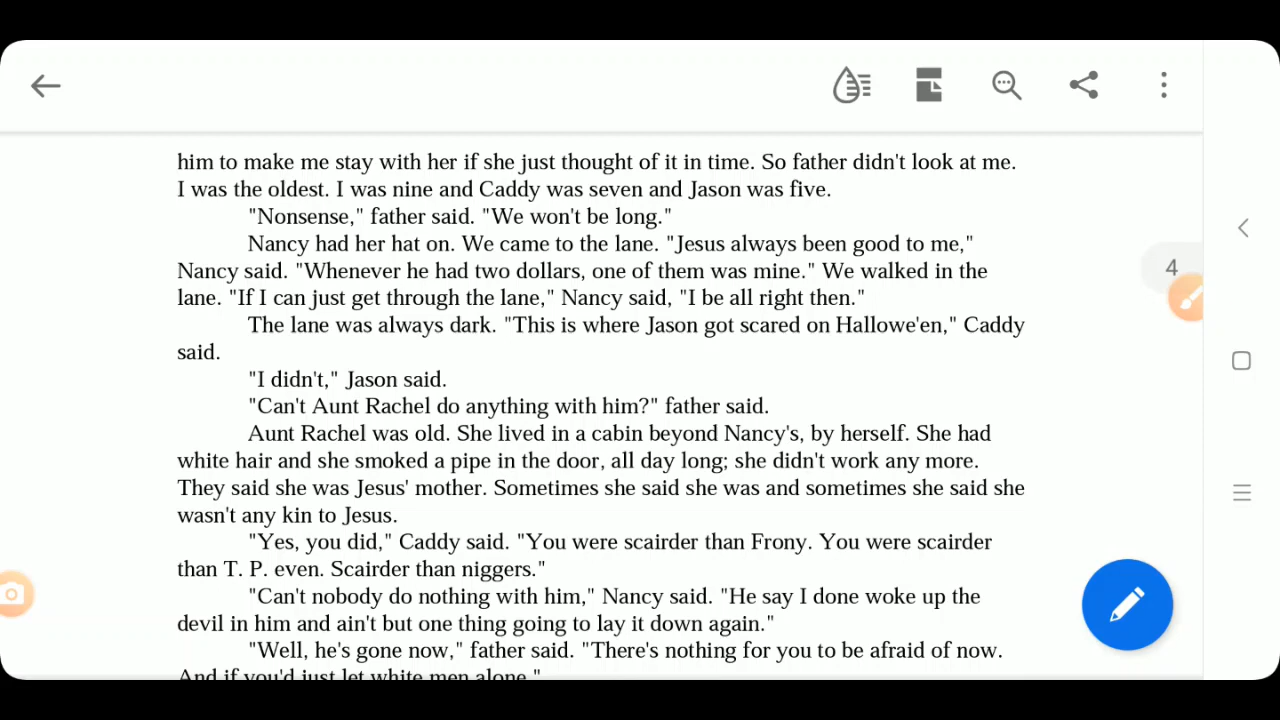 him to make me stay with her if she just thought of it in time. So father didn't look at me.
I was the oldest. I was nine and Caddy was seven and Jason was five.
"Nonsense," father said. "We won't be long."
Nancy had her hat on. We came to the lane. "Jesus always been good to me,"
Nancy said. "Whenever he had two dollars, one of them was mine." We walked in the
lane. "If I can just get through the lane," Nancy said, "I be all right then."
The lane was always dark. "This is where Jason got scared on Hallowe'en," Caddy
said.
"I didn't," Jason said.
"Can't Aunt Rachel do anything with him?" father said.
Aunt Rachel was old. She lived in a cabin beyond Nancy's, by herself. She had
white hair and she smoked a pipe in the door, all day long; she didn't work any more.
They said she was Jesus' mother. Sometimes she said she was and sometimes she said she
wasn't any kin to Jesus.
"Yes, you did," Caddy said. "You were scairder than Frony. You were scairder
than T. P. even. Scairder than niggers."
"Can't nobody do nothing with him," Nancy said. "He say I done woke up the
devil in him and ain't but one thing going to lay it down again."
"Well, he's gone now," father said. "There's nothing for you to be afraid of now.
And if you'd just let white men alone."
4